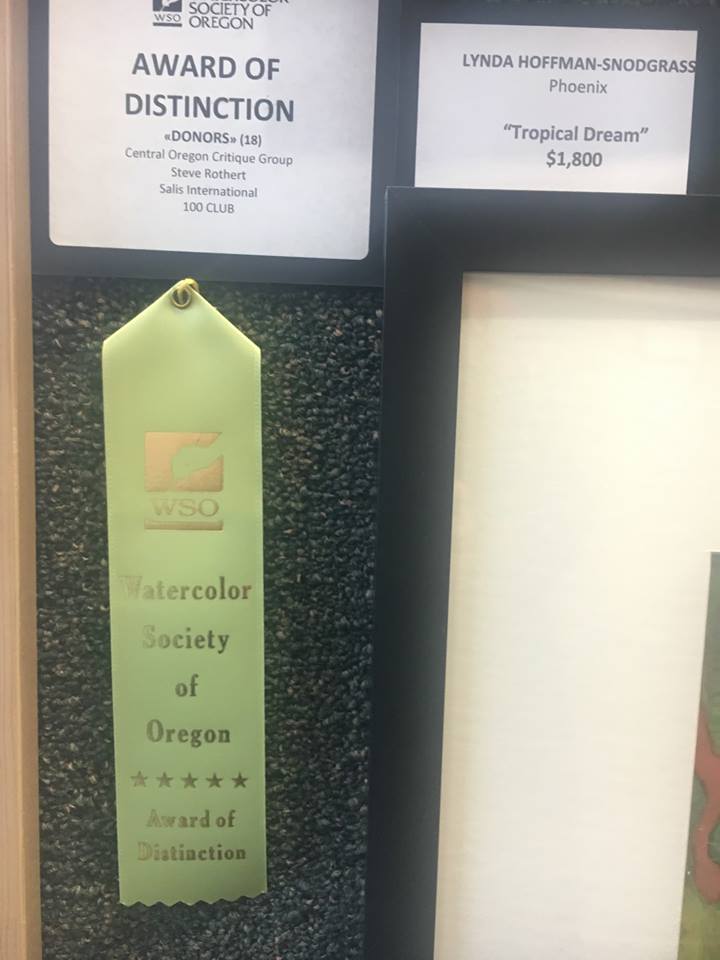 WSO
SOCIETY OF
OREGON
AWARD OF
DISTINCTION
«DONORS» (18)
Central Oregon Critique Group
Steve Rothert
Salis International
100 CLUB
LYNDA HOFFMAN-SNODGRASS
Phoenix
"Tropical Dream"
$1,800
WSO
Watercolor
Society
of
Oregon
★★★★★
Award of
Distinction